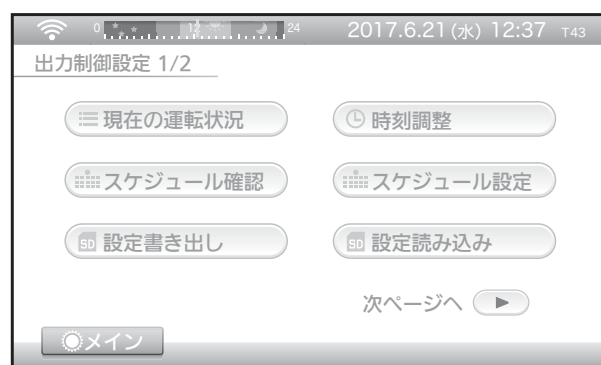 0 12 24 2017.6.21 (水) 12:37 T43
出力制御設定 1/2
現在の運転状況 時刻調整
スケジュール確認 スケジュール設定
SD 設定書き出し SD 設定読み込み
次ページへ
メイン